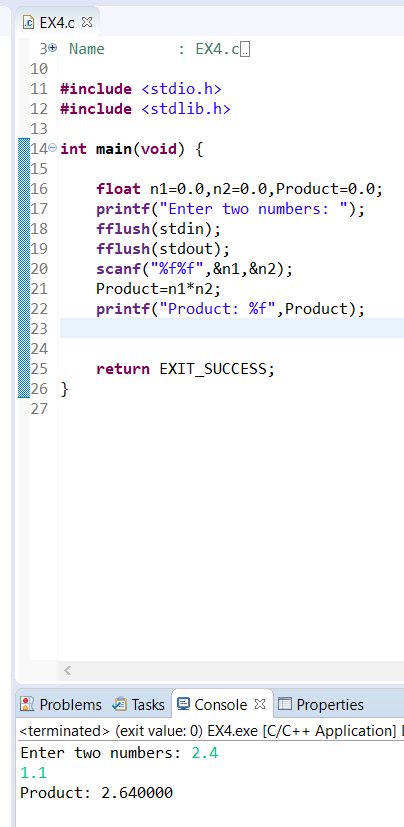 EX4.c
3 Name : EX4.c..
10
11 #include <stdio.h>
12 #include <stdlib.h>
13
14 int main(void) {
15
16 float n1=0.0,n2=0.0,Product=0.0;
17 printf("Enter two numbers: ");
18 fflush(stdin);
19 fflush(stdout);
20 scanf("%f%f",&n1,&n2);
21 Product=n1*n2;
22 printf("Product: %f",Product);
23
24
25 return EXIT_SUCCESS;
26 }
27
Problems Tasks Console Properties
<terminated> (exit value: 0) EX4.exe [C/C++ Application]
Enter two numbers: 2.4
1.1
Product: 2.640000